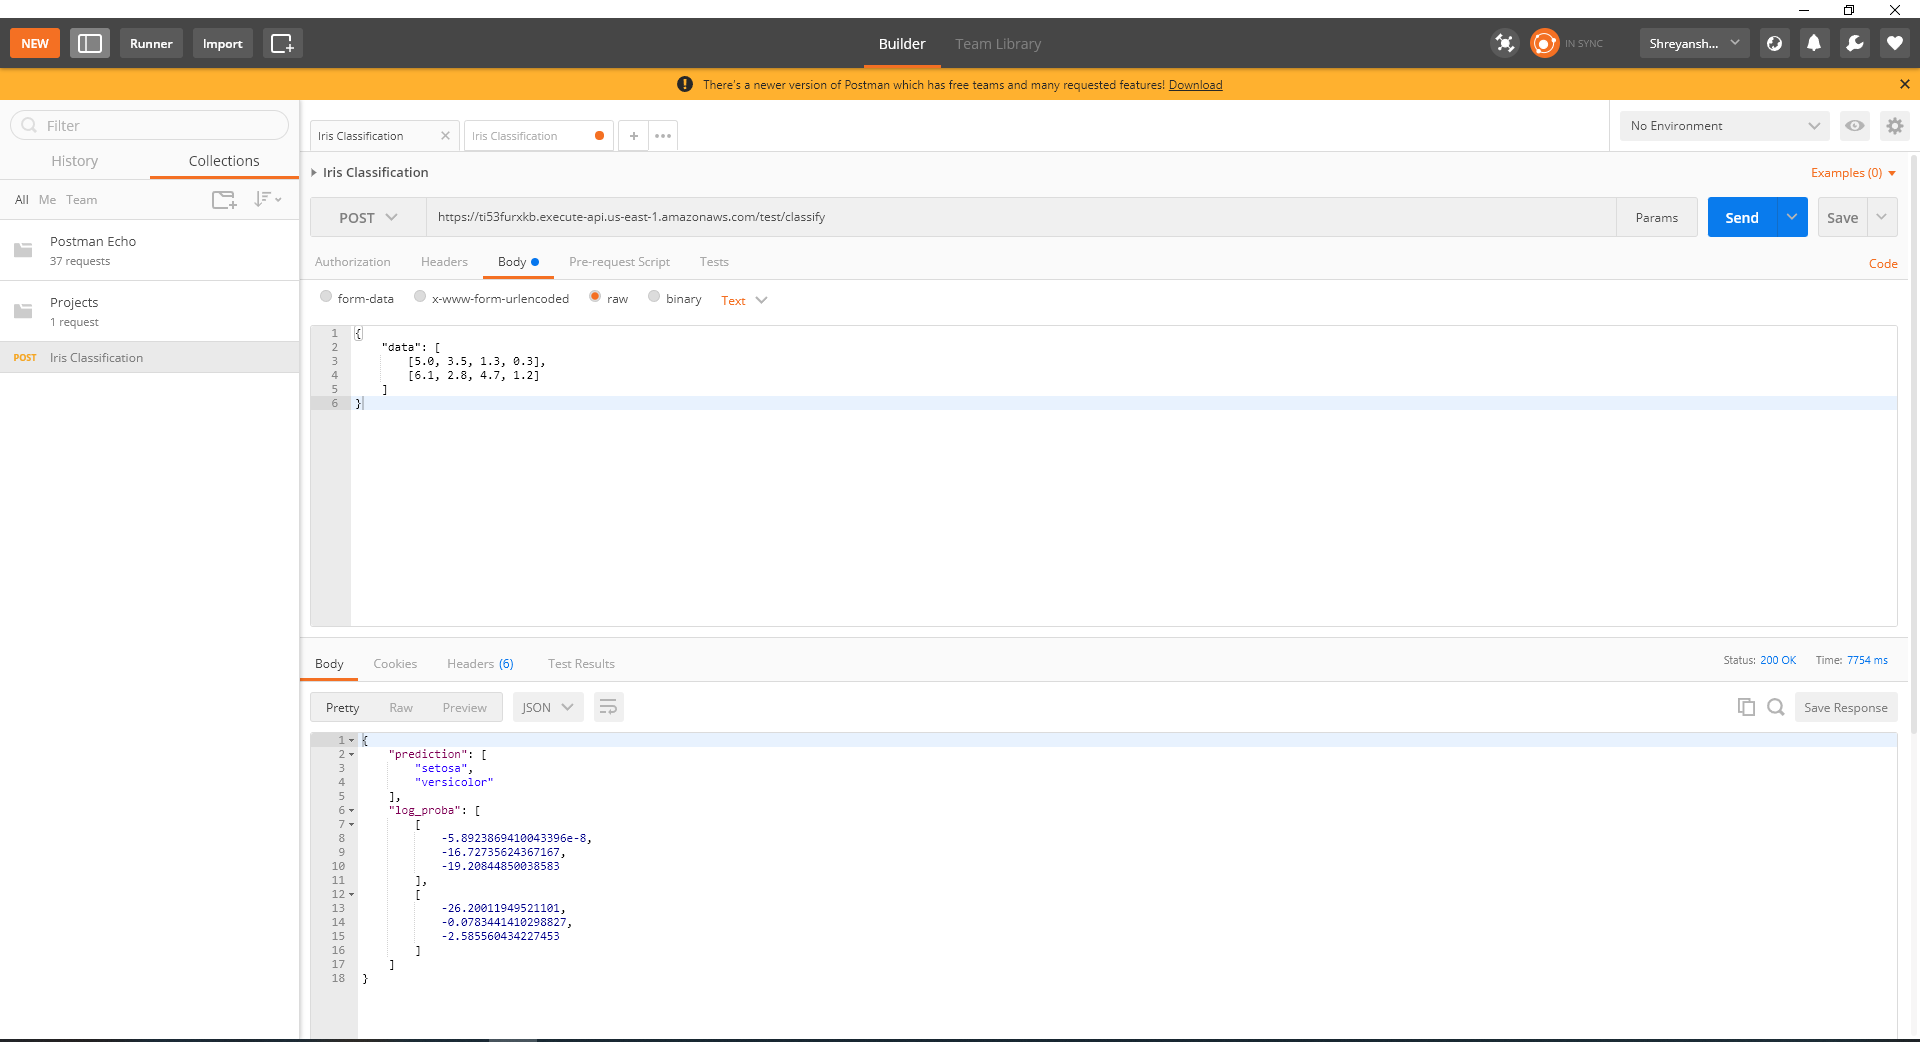 NEW Runner Import Builder Team Library IN SYNC Shreyansh...
There's a newer version of Postman which has free teams and many requested features! Download
Filter
History Collections
All Me Team
Postman Echo
37 requests
Projects
1 request
POST Iris Classification
Iris Classification Iris Classification No Environment
Iris Classification Examples (0)
POST https://ti53furxkb.execute-api.us-east-1.amazonaws.com/test/classify Params Send Save
Authorization Headers Body Pre-request Script Tests Code
form-data x-www-form-urlencoded raw binary Text
1 {
2 "data": [
3 [5.0, 3.5, 1.3, 0.3],
4 [6.1, 2.8, 4.7, 1.2]
5 ]
6 }
Body Cookies Headers (6) Test Results Status: 200 OK Time: 7754 ms
Pretty Raw Preview JSON Save Response
1 {
2 "prediction": [
3 "setosa",
4 "versicolor"
5 ],
6 "log_proba": [
7 [
8 -5.8923869410043396e-8,
9 -16.72735624367167,
10 -19.20844850038583
11 ],
12 [
13 -26.20011949521101,
14 -0.0783441410298827,
15 -2.585560434227453
16 ]
17 ]
18 }